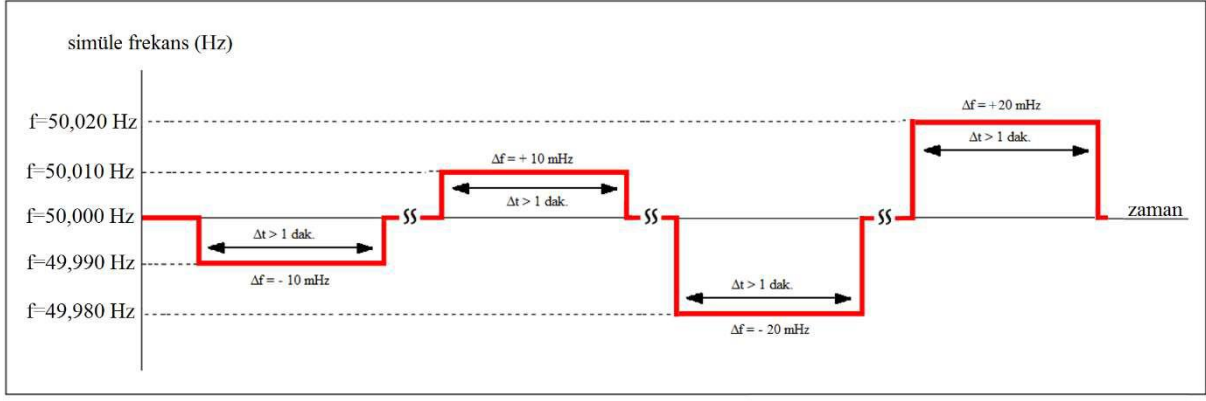 simüle frekans (Hz)
Δf = +20 mHz
f=50,020 Hz
Δt > 1 dak.
Δf = + 10 mHz
f=50,010 Hz
Δt > 1 dak.
f=50,000 Hz
zaman
Δt > 1 dak.
f=49,990 Hz
Δf = - 10 mHz
Δt > 1 dak.
f=49,980 Hz
Δf = - 20 mHz